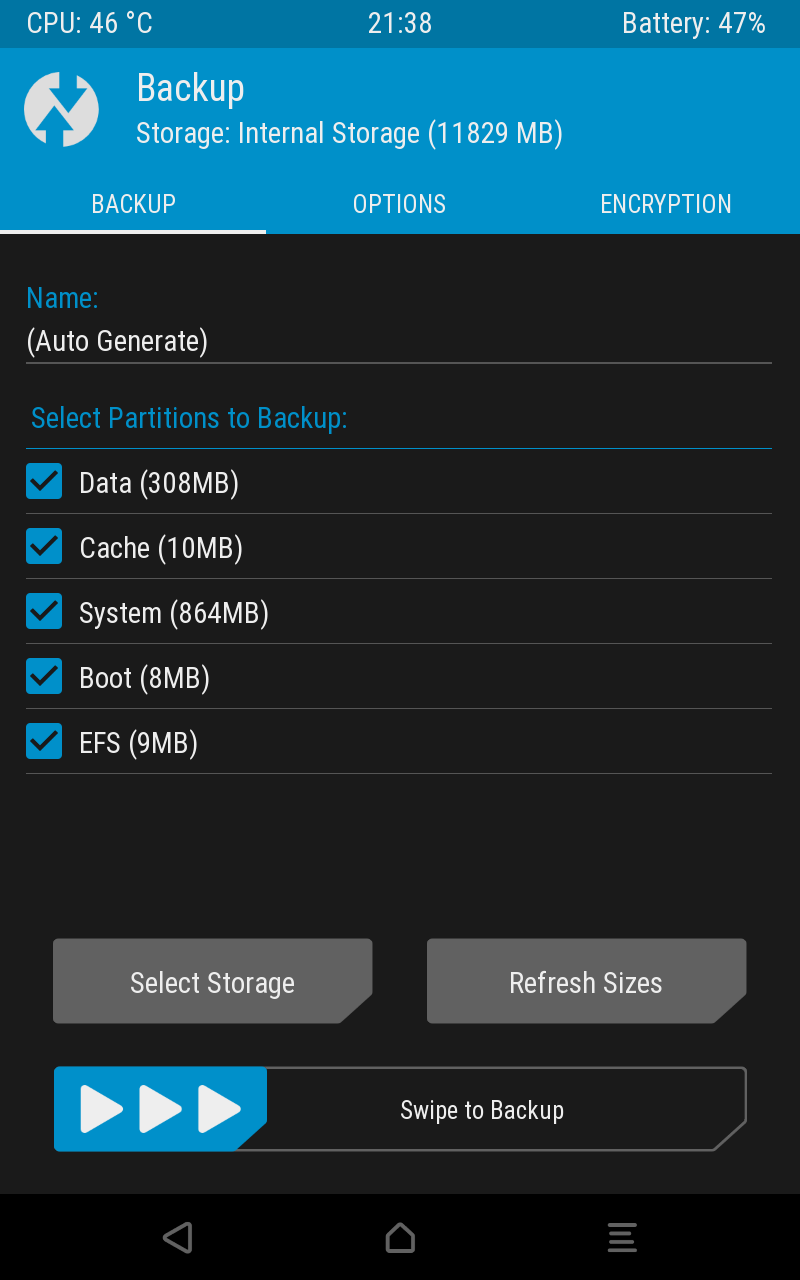 CPU: 46 °C 21:38 Battery: 47%
Backup
Storage: Internal Storage (11829 MB)
BACKUP OPTIONS ENCRYPTION
Name:
(Auto Generate)
Select Partitions to Backup:
Data (308MB)
Cache (10MB)
System (864MB)
Boot (8MB)
EFS (9MB)
Select Storage Refresh Sizes
Swipe to Backup